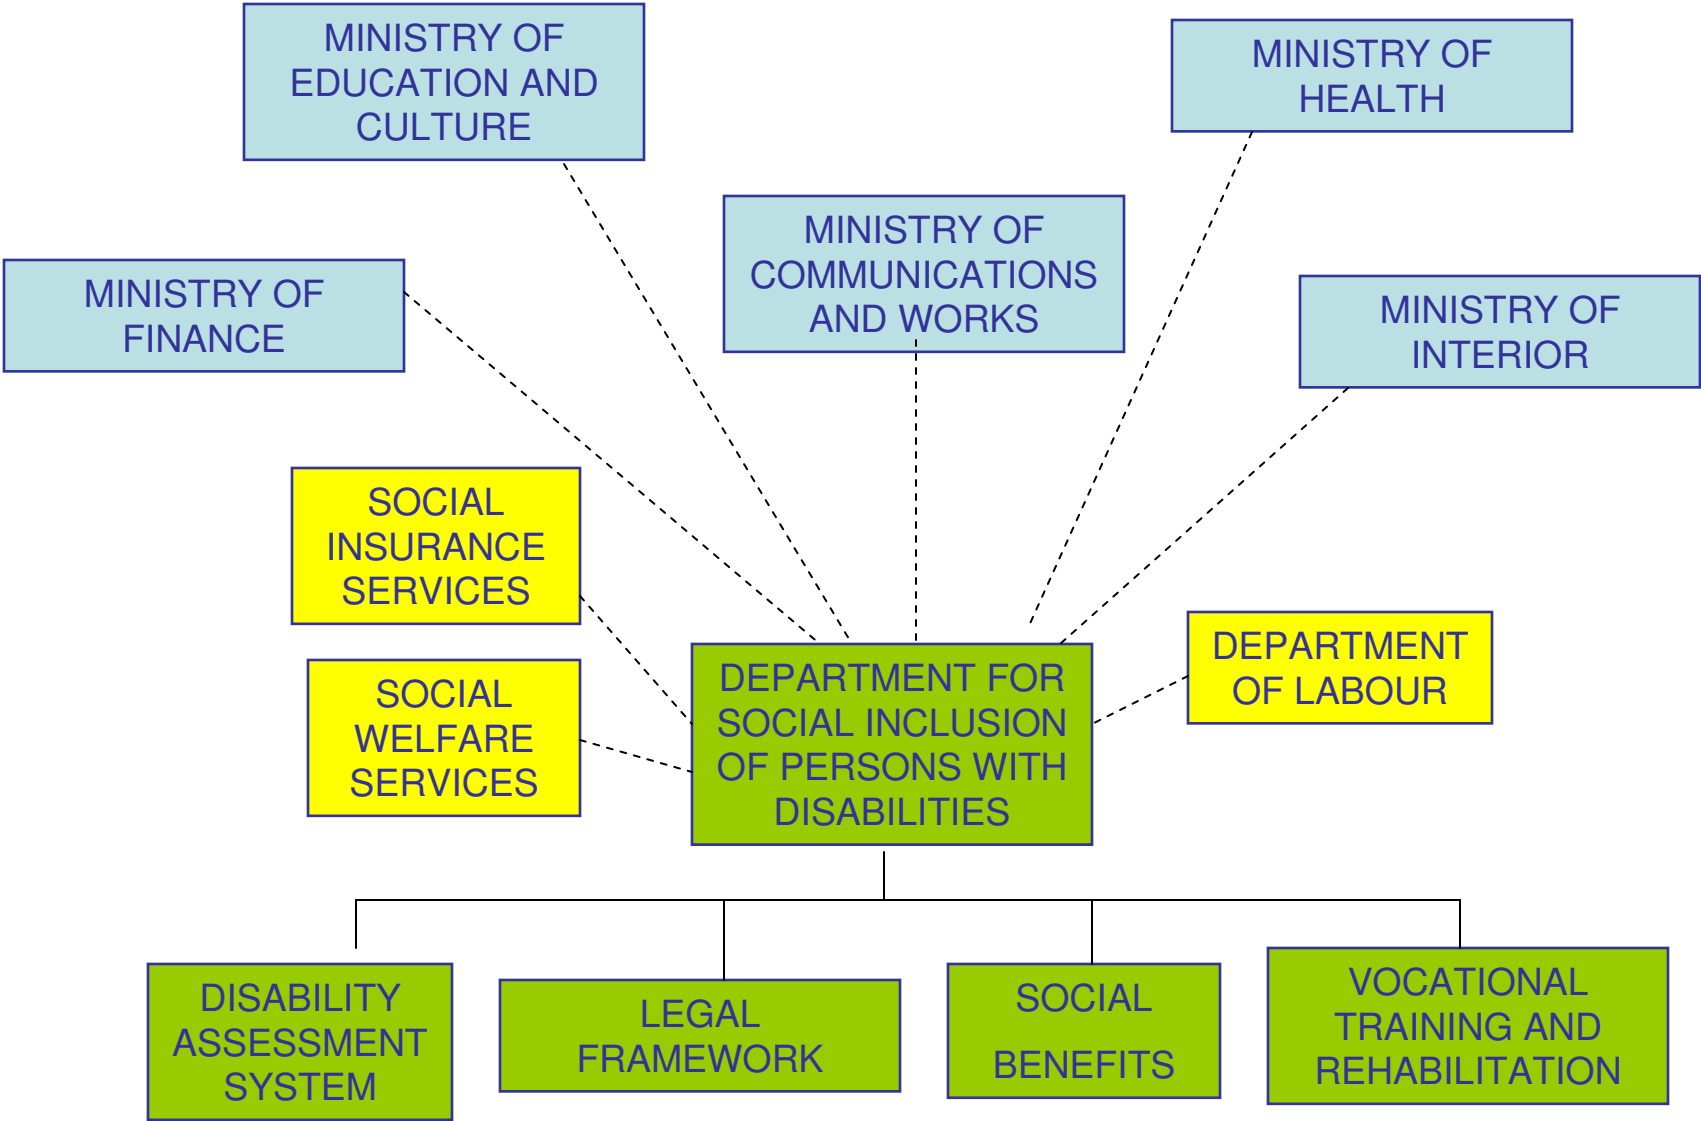 MINISTRY OF
EDUCATION AND
CULTURE
MINISTRY OF
HEALTH
MINISTRY OF
COMMUNICATIONS
AND WORKS
MINISTRY OF
FINANCE
MINISTRY OF
INTERIOR
SOCIAL
INSURANCE
SERVICES
DEPARTMENT
OF LABOUR
SOCIAL
WELFARE
SERVICES
DEPARTMENT FOR
SOCIAL INCLUSION
OF PERSONS WITH
DISABILITIES
DISABILITY
ASSESSMENT
SYSTEM
LEGAL
FRAMEWORK
SOCIAL
BENEFITS
VOCATIONAL
TRAINING AND
REHABILITATION